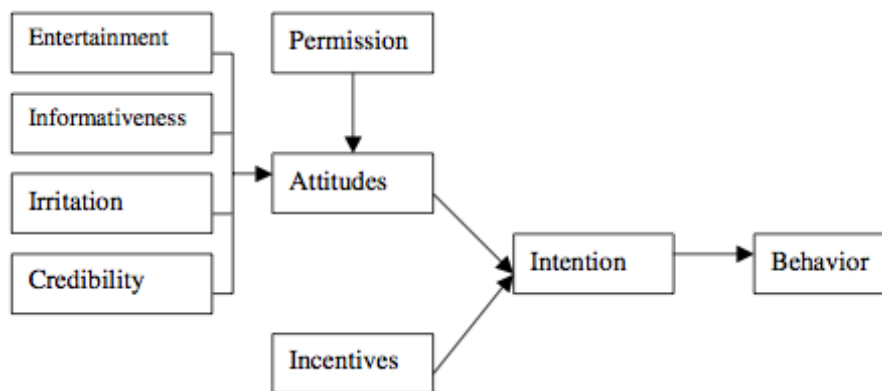 Entertainment
Permission
Informativeness
Attitudes
Irritation
Intention
Behavior
Credibility
Incentives